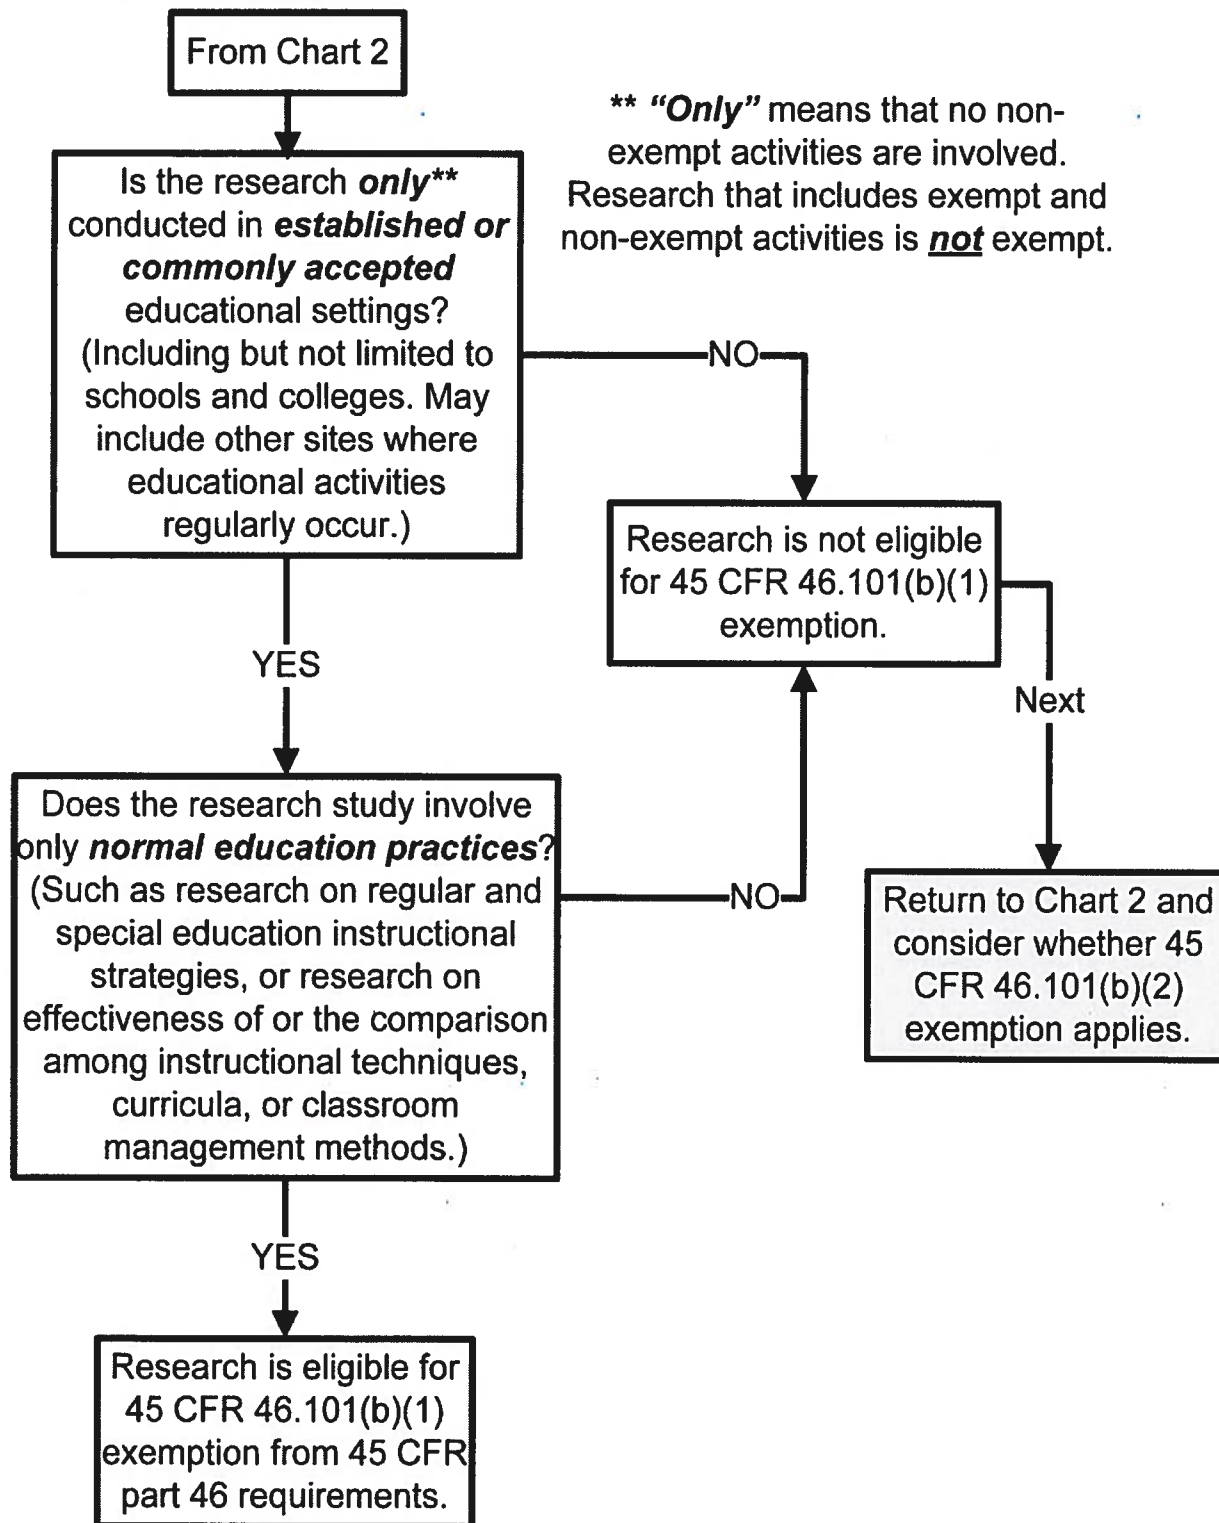 From Chart 2
** “Only” means that no non-
exempt activities are involved.
Research that includes exempt and
non-exempt activities is not exempt.
Is the research only**
conducted in established or
commonly accepted
educational settings?
(Including but not limited to
schools and colleges. May
include other sites where
educational activities
regularly occur.)
NO
Research is not eligible
for 45 CFR 46.101(b)(1)
exemption.
YES
Next
Does the research study involve
only normal education practices?
(Such as research on regular and
special education instructional
strategies, or research on
effectiveness of or the comparison
among instructional techniques,
curricula, or classroom
management methods.)
NO
Return to Chart 2 and
consider whether 45
CFR 46.101(b)(2)
exemption applies.
YES
Research is eligible for
45 CFR 46.101(b)(1)
exemption from 45 CFR
part 46 requirements.